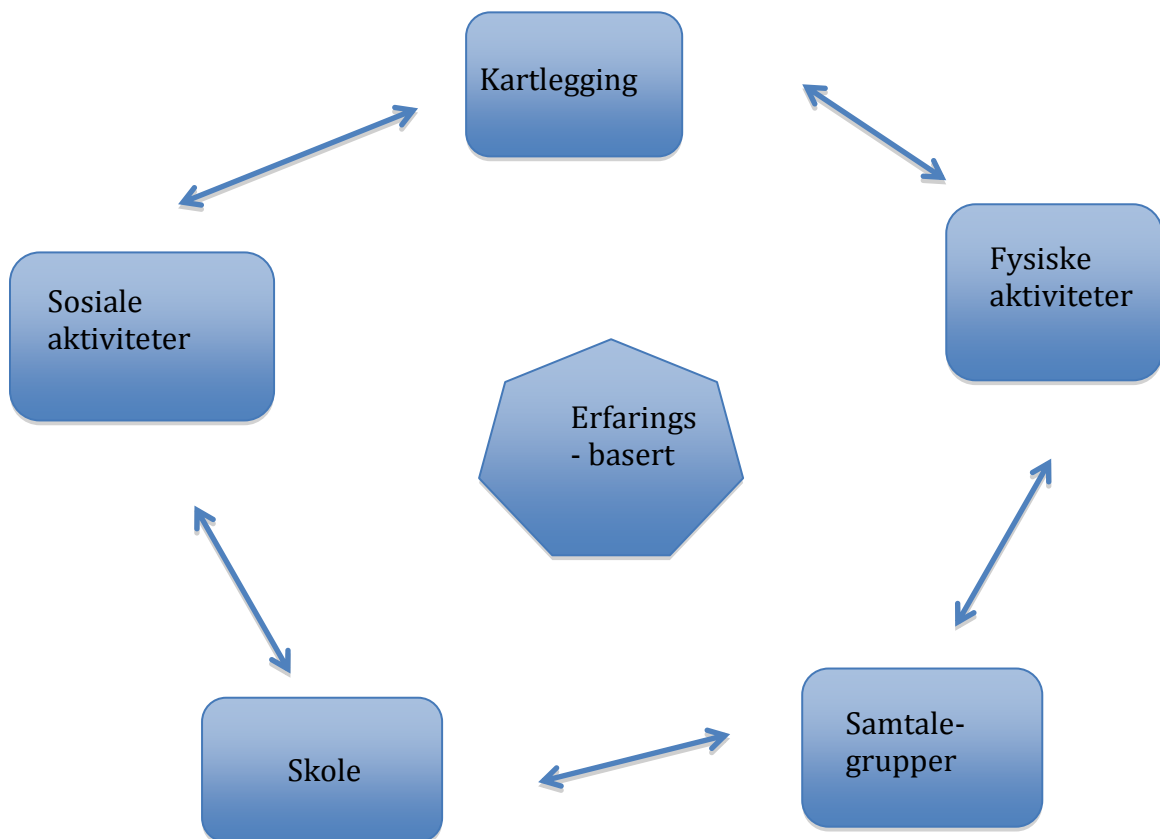 Kartlegging
Fysiske
aktiviteter
Sosiale
aktiviteter
Erfarings
- basert
Samtale-
grupper
Skole